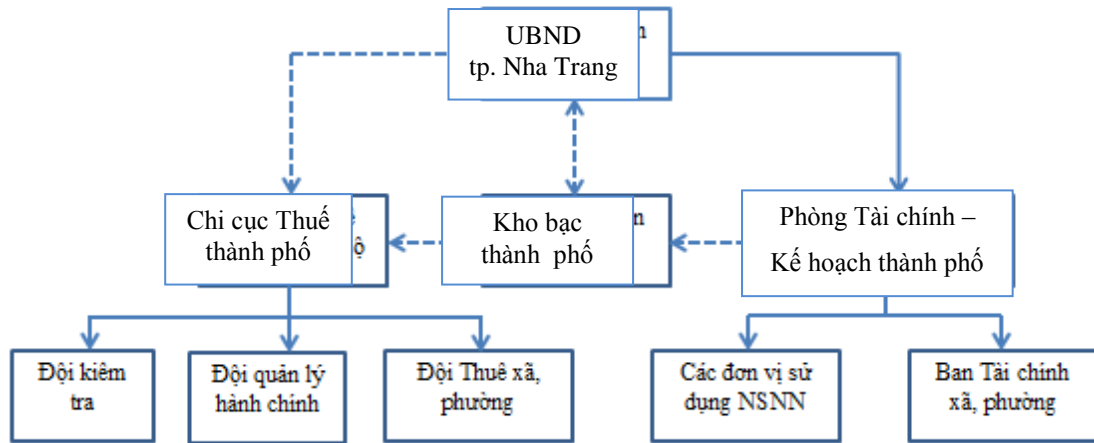 UBND
tp. Nha Trang
Chi cục Thuế
thành phố
Kho bạc
thành phố
Phòng Tài chính –
Kế hoạch thành phố
Đội kiêm
tra
Đội quản lý
hành chinh
Đội Thuê xã,
phường
Các đơn vị sử
dụng NSNN
Ban Tài chinh
xã, phường